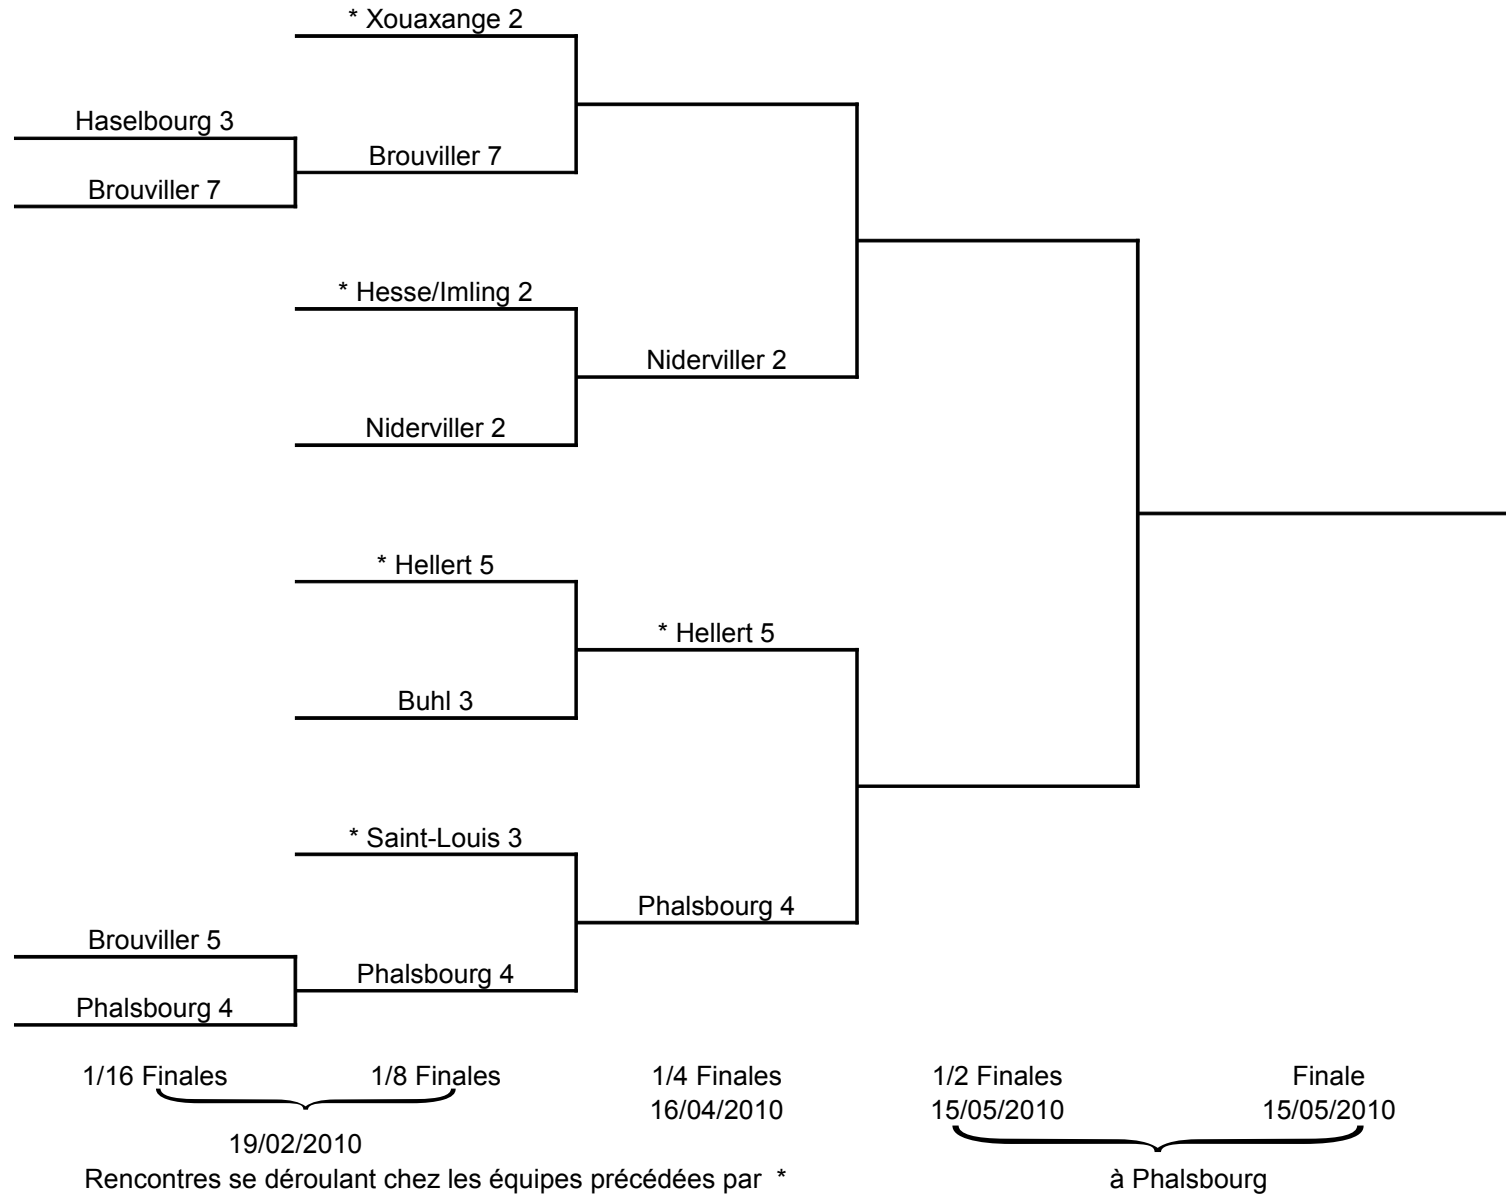 * Xouaxange 2
Haselbourg 3
Brouviller 7
Brouviller 7
* Hesse/Imling 2
Niderviller 2
Niderviller 2
* Hellert 5
* Hellert 5
Buhl 3
* Saint-Louis 3
Phalsbourg 4
Brouviller 5
Phalsbourg 4
Phalsbourg 4
1/16 Finales 1/8 Finales 1/4 Finales 1/2 Finales Finale
16/04/2010 15/05/2010 15/05/2010
19/02/2010
Rencontres se déroulant chez les équipes précédées par * à Phalsbourg